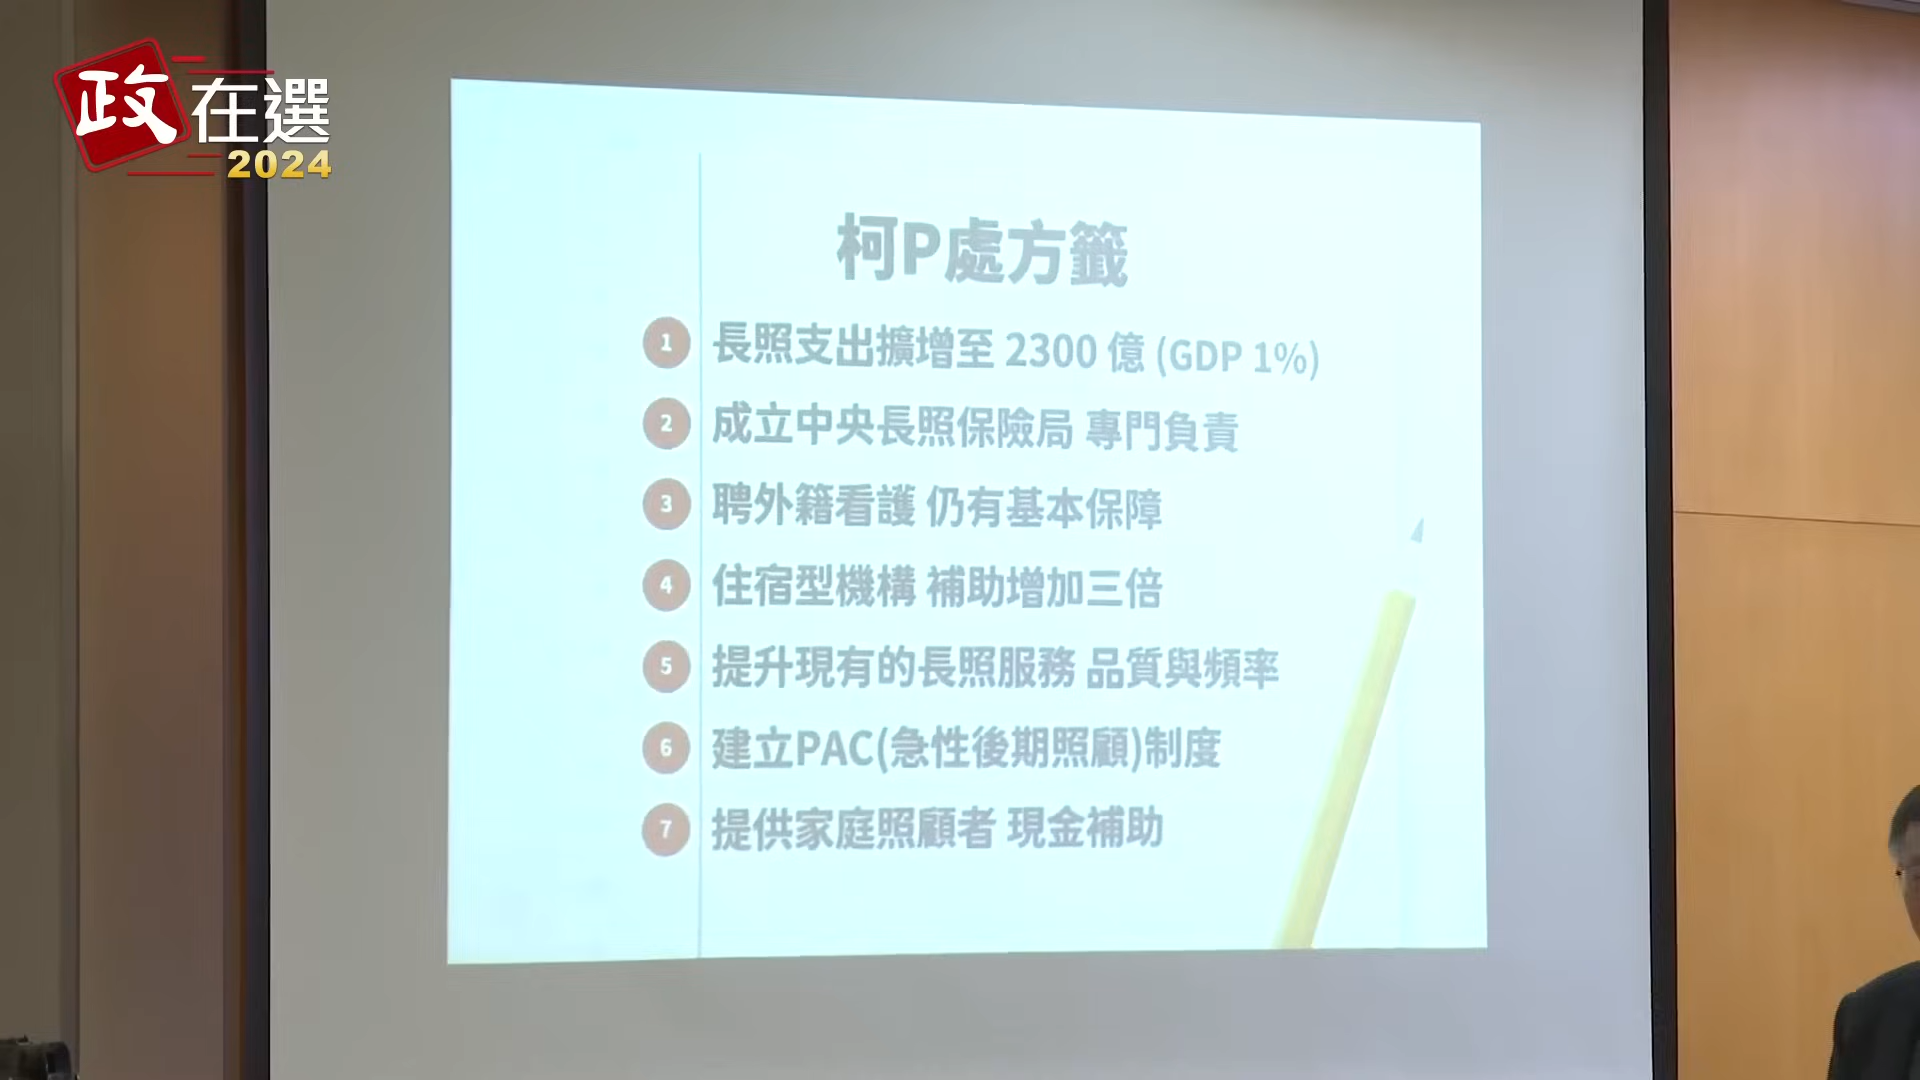 政在選
2024
柯P處方籤
1 長照支出擴增至 2300 億 (GDP 1%)
2 成立中央長照保險局 專門負責
3 聘外籍看護 仍有基本保障
4 住宿型機構 補助增加三倍
5 提升現有的長照服務 品質與頻率
6 建立PAC(急性後期照顧)制度
7 提供家庭照顧者 現金補助